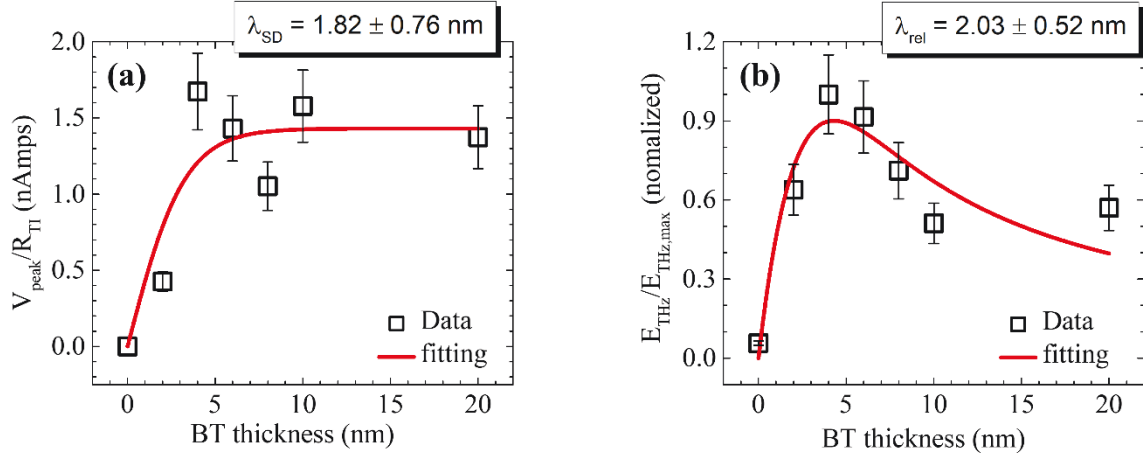 λSD = 1.82 ± 0.76 nm
(a)
2.0
1.5
1.0
0.5
0.0
Vpeak/RTI (nAmps)
Data
fitting
0 5 10 15 20
BT thickness (nm)
λrel = 2.03 ± 0.52 nm
(b)
1.2
0.9
0.6
0.3
0.0
ETHz/ETHz,max (nomalized)
Data
fitting
0 5 10 15 20
BT thickness (nm)